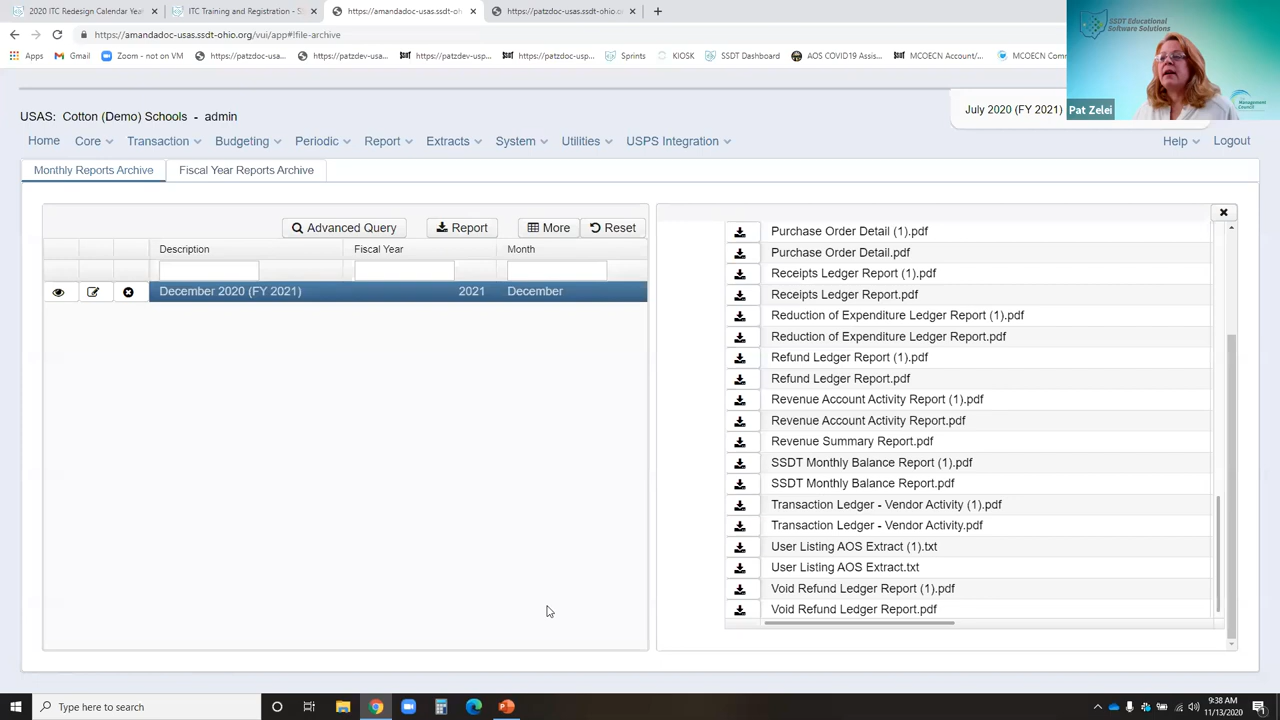 2020 ITC Redesign Calendar Year
ITC Training and Registration - S
https://amandadoc-usas.ssdt-oh
https://patzdoc-usas.ssdt-ohio.o
https://amandadoc-usas.ssdt-ohio.org/vui/app#!file-archive
Apps
Gmail
Zoom - not on VM
https://patzdoc-usa...
https://patzdev-usa...
https://patzdev-usp...
https://patzdoc-usp...
Sprints
KIOSK
SSDT Dashboard
AOS COVID19 Assis...
MCOECN Account/...
MCOECN Comm
SSDT Educational
Software Solutions
Management
Council
Pat Zelei
USAS: Cotton (Demo) Schools - admin
July 2020 (FY 2021)
Home
Core
Transaction
Budgeting
Periodic
Report
Extracts
System
Utilities
USPS Integration
Help
Logout
Monthly Reports Archive
Fiscal Year Reports Archive
Advanced Query
Report
More
Reset
Description
Fiscal Year
Month
December 2020 (FY 2021)
2021
December
Purchase Order Detail (1).pdf
Purchase Order Detail.pdf
Receipts Ledger Report (1).pdf
Receipts Ledger Report.pdf
Reduction of Expenditure Ledger Report (1).pdf
Reduction of Expenditure Ledger Report.pdf
Refund Ledger Report (1).pdf
Refund Ledger Report.pdf
Revenue Account Activity Report (1).pdf
Revenue Account Activity Report.pdf
Revenue Summary Report.pdf
SSDT Monthly Balance Report (1).pdf
SSDT Monthly Balance Report.pdf
Transaction Ledger - Vendor Activity (1).pdf
Transaction Ledger - Vendor Activity.pdf
User Listing AOS Extract (1).txt
User Listing AOS Extract.txt
Void Refund Ledger Report (1).pdf
Void Refund Ledger Report.pdf
Type here to search
9:38 AM
11/13/2020